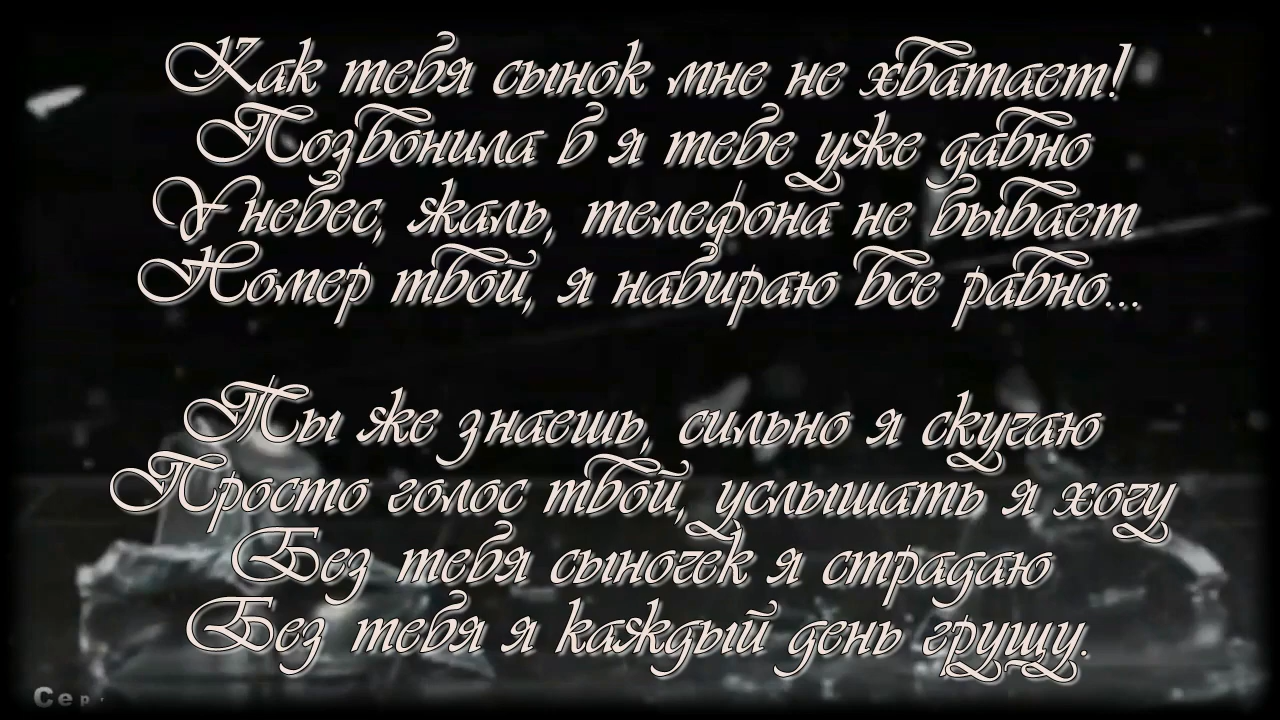 Как тебя сынок мне не хватает!
Позвонила б я тебе уже давно
У небес, жаль, телефона не бывает
Номер твой, я набираю все равно...
Ты же знаешь, сильно я скучаю
Просто голос твой, услышать я хочу
Без тебя сыночек я страдаю
Без тебя я каждый день грущу.
Сер